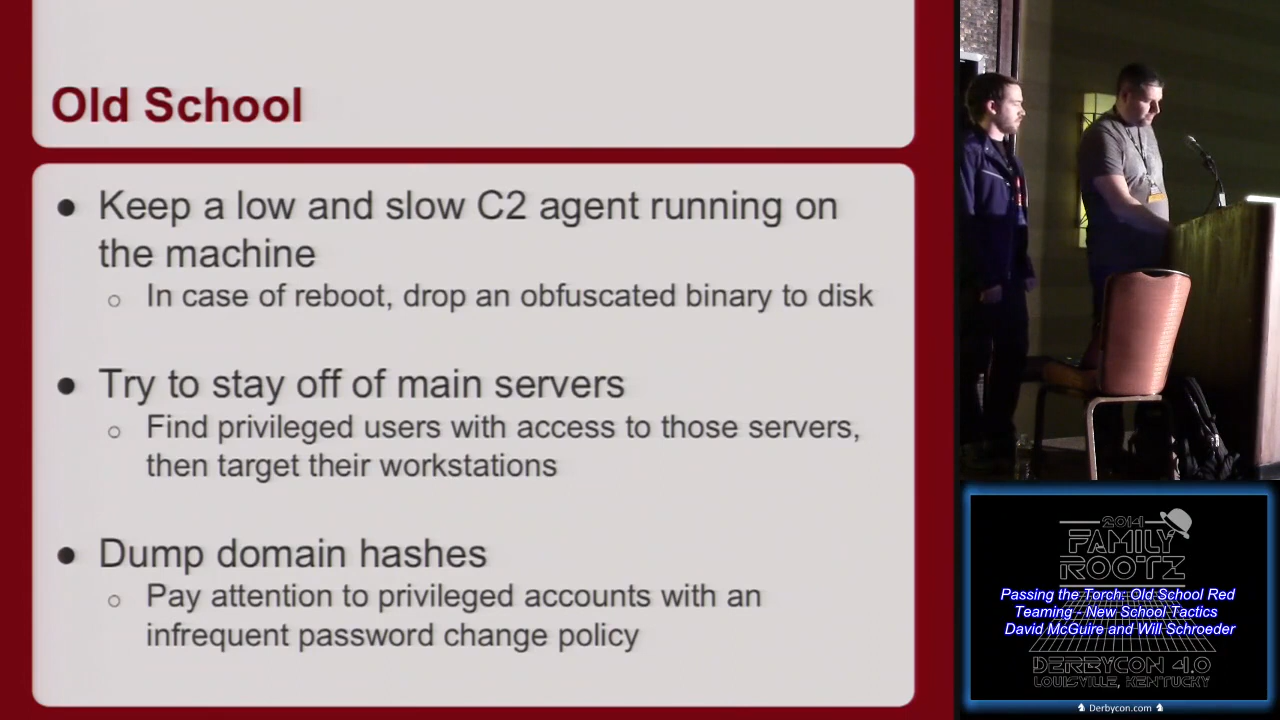 Old School
● Keep a low and slow C2 agent running on
the machine
○ In case of reboot, drop an obfuscated binary to disk
● Try to stay off of main servers
○ Find privileged users with access to those servers,
then target their workstations
● Dump domain hashes
○ Pay attention to privileged accounts with an
infrequent password change policy
2014
FAMILY
ROOTZ
Passing the Torch: Old School Red
Teaming - New School Tactics
David McGuire and Will Schroeder
DERBYCON 4.0
LOUISVILLE, KENTUCKY
Derbycon.com